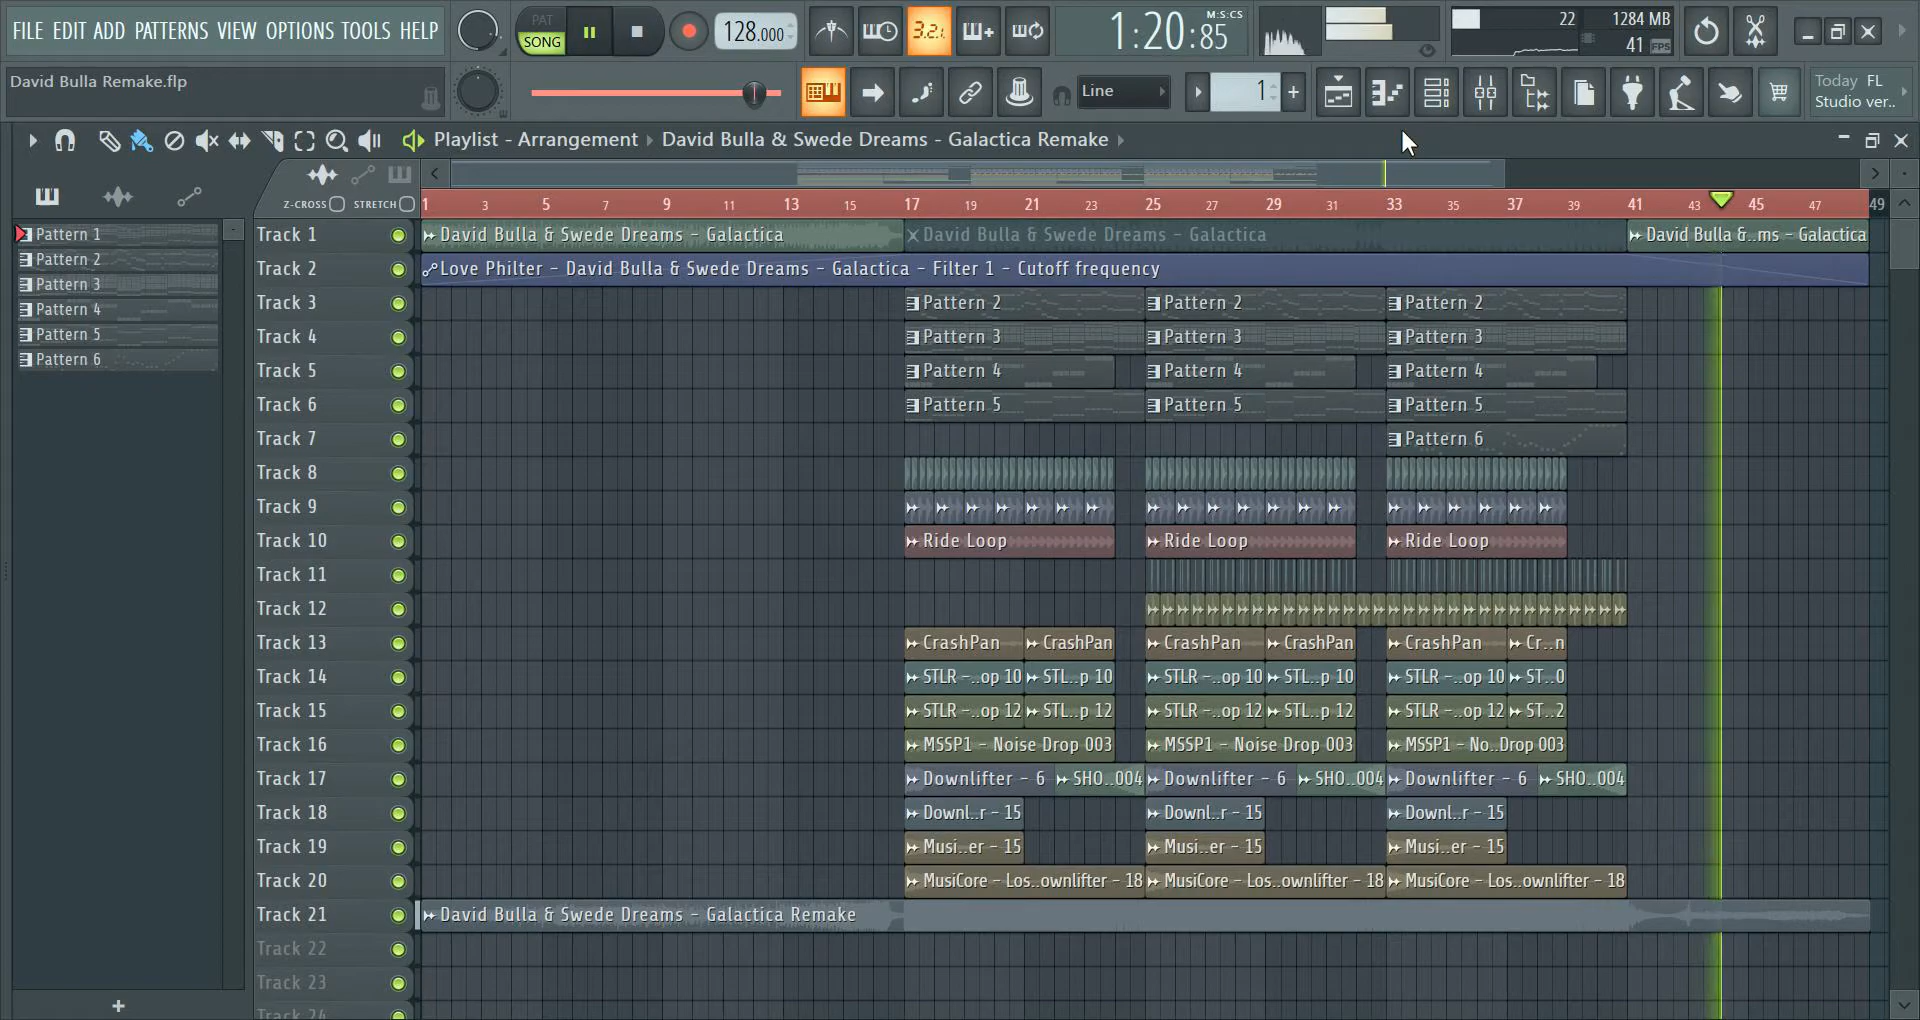 FILE EDIT ADD PATTERNS VIEW OPTIONS TOOLS HELP
PAT
SONG
128.000
3.2.1
1:20:85
M:S:CS
22
1284 MB
41 FPS
David Bulla Remake.flp
Line
1
Today FL
Studio ver..
Playlist - Arrangement David Bulla & Swede Dreams - Galactica Remake
Z-CROSS STRETCH
1 3 5 7 9 11 13 15 17 19 21 23 25 27 29 31 33 35 37 39 41 43 45 47 49
Pattern 1
Pattern 2
Pattern 3
Pattern 4
Pattern 5
Pattern 6
Track 1 David Bulla & Swede Dreams - Galactica David Bulla & Swede Dreams - Galactica David Bulla &..ms - Galactica
Track 2 Love Philter - David Bulla & Swede Dreams - Galactica - Filter 1 - Cutoff frequency
Track 3 Pattern 2 Pattern 2 Pattern 2
Track 4 Pattern 3 Pattern 3 Pattern 3
Track 5 Pattern 4 Pattern 4 Pattern 4
Track 6 Pattern 5 Pattern 5 Pattern 5
Track 7 Pattern 6
Track 8
Track 9
Track 10 Ride Loop Ride Loop Ride Loop
Track 11
Track 12
Track 13 CrashPan CrashPan CrashPan CrashPan CrashPan Cr..n
Track 14 STLR -..op 10 STL..p 10 STLR -..op 10 STL..p 10 STLR -..op 10 ST..0
Track 15 STLR -..op 12 STL..p 12 STLR -..op 12 STL..p 12 STLR -..op 12 ST..2
Track 16 MSSP1 - Noise Drop 003 MSSP1 - Noise Drop 003 MSSP1 - No..Drop 003
Track 17 Downlifter - 6 SHO..004 Downlifter - 6 SHO..004 Downlifter - 6 SHO..004
Track 18 Downl..r - 15 Downl..r - 15 Downl..r - 15
Track 19 Musi..er - 15 Musi..er - 15 Musi..er - 15
Track 20 MusiCore - Los..ownlifter - 18 MusiCore - Los..ownlifter - 18 MusiCore - Los..ownlifter - 18
Track 21 David Bulla & Swede Dreams - Galactica Remake
Track 22
Track 23
Track 24